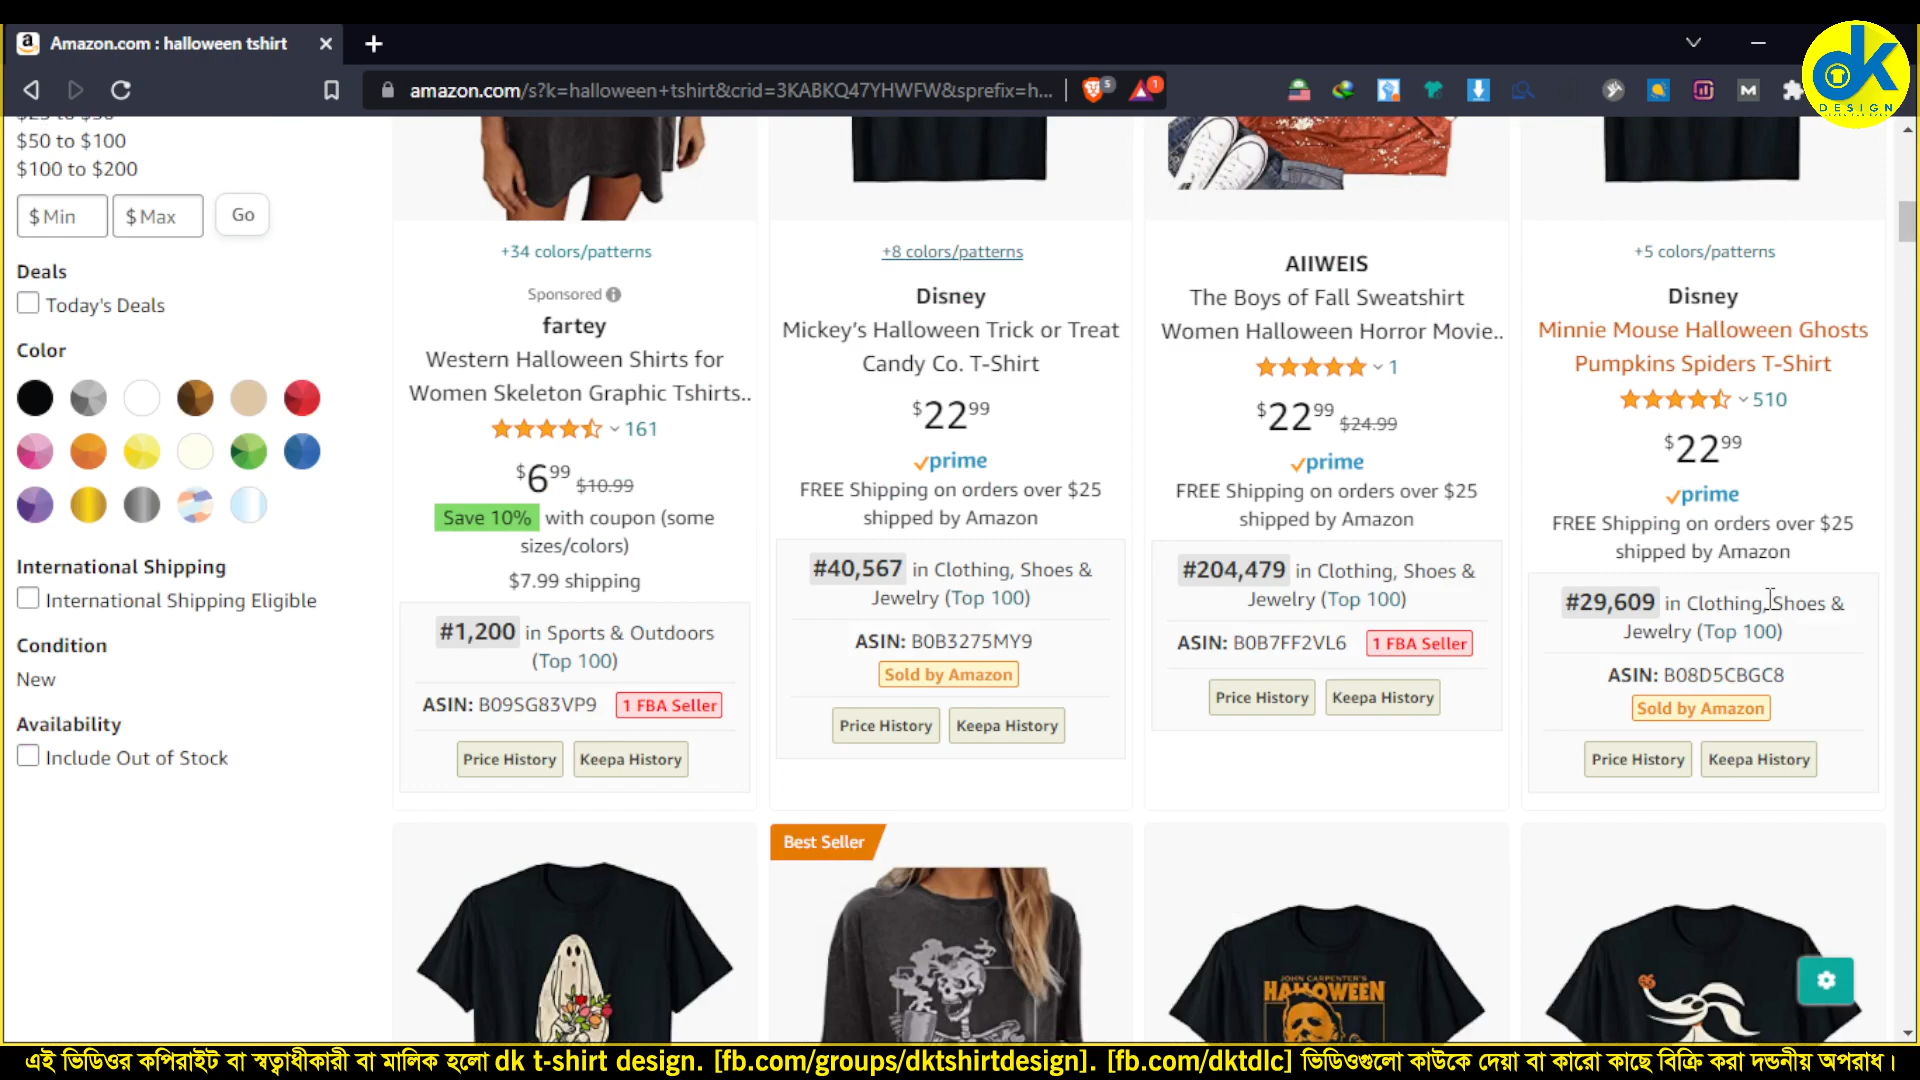 Amazon.com : halloween tshirt
amazon.com/s?k=halloween+tshirt&crid=3KABKQ47YHWFW&sprefix=h...
5
1
M
dk
DESIGN
$50 to $100
$100 to $200
$ Min
$ Max
Go
Deals
Today's Deals
Color
International Shipping
International Shipping Eligible
Condition
New
Availability
Include Out of Stock
+34 colors/patterns
Sponsored
fartey
Western Halloween Shirts for
Women Skeleton Graphic Tshirts..
161
$6 99 $10.99
Save 10% with coupon (some
sizes/colors)
$7.99 shipping
#1,200 in Sports & Outdoors
(Top 100)
ASIN: B09SG83VP9 1 FBA Seller
Price History Keepa History
+8 colors/patterns
Disney
Mickey’s Halloween Trick or Treat
Candy Co. T-Shirt
$22 99
prime
FREE Shipping on orders over $25
shipped by Amazon
#40,567 in Clothing, Shoes &
Jewelry (Top 100)
ASIN: B0B3275MY9
Sold by Amazon
Price History Keepa History
AIIWEIS
The Boys of Fall Sweatshirt
Women Halloween Horror Movie..
1
$22 99 $24.99
prime
FREE Shipping on orders over $25
shipped by Amazon
#204,479 in Clothing, Shoes &
Jewelry (Top 100)
ASIN: B0B7FF2VL6 1 FBA Seller
Price History Keepa History
+5 colors/patterns
Disney
Minnie Mouse Halloween Ghosts
Pumpkins Spiders T-Shirt
510
$22 99
prime
FREE Shipping on orders over $25
shipped by Amazon
#29,609 in Clothing, Shoes &
Jewelry (Top 100)
ASIN: B08D5CBGC8
Sold by Amazon
Price History Keepa History
Best Seller
JOHN CARPENTER'S
HALLOWEEN
এই ভিডিওর কপিরাইট বা স্বত্বাধীকারী বা মালিক হলো dk t-shirt design. [fb.com/groups/dktshirtdesign]. [fb.com/dktdlc] ভিডিওগুলো কাউকে দেয়া বা কারো কাছে বিক্রি করা দন্ডনীয় অপরাধ।